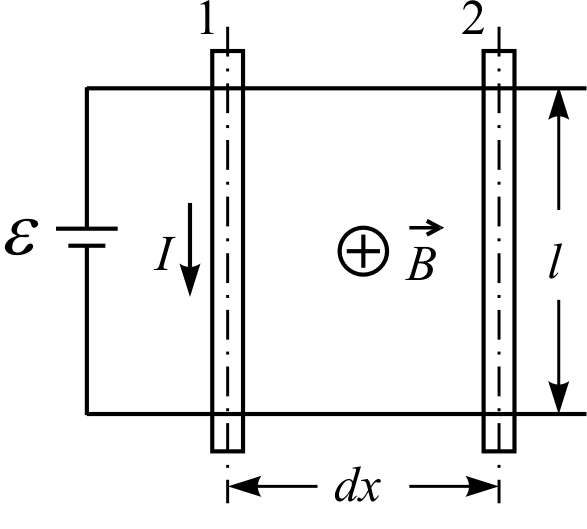 1 2
ε I B⃗ l
dx